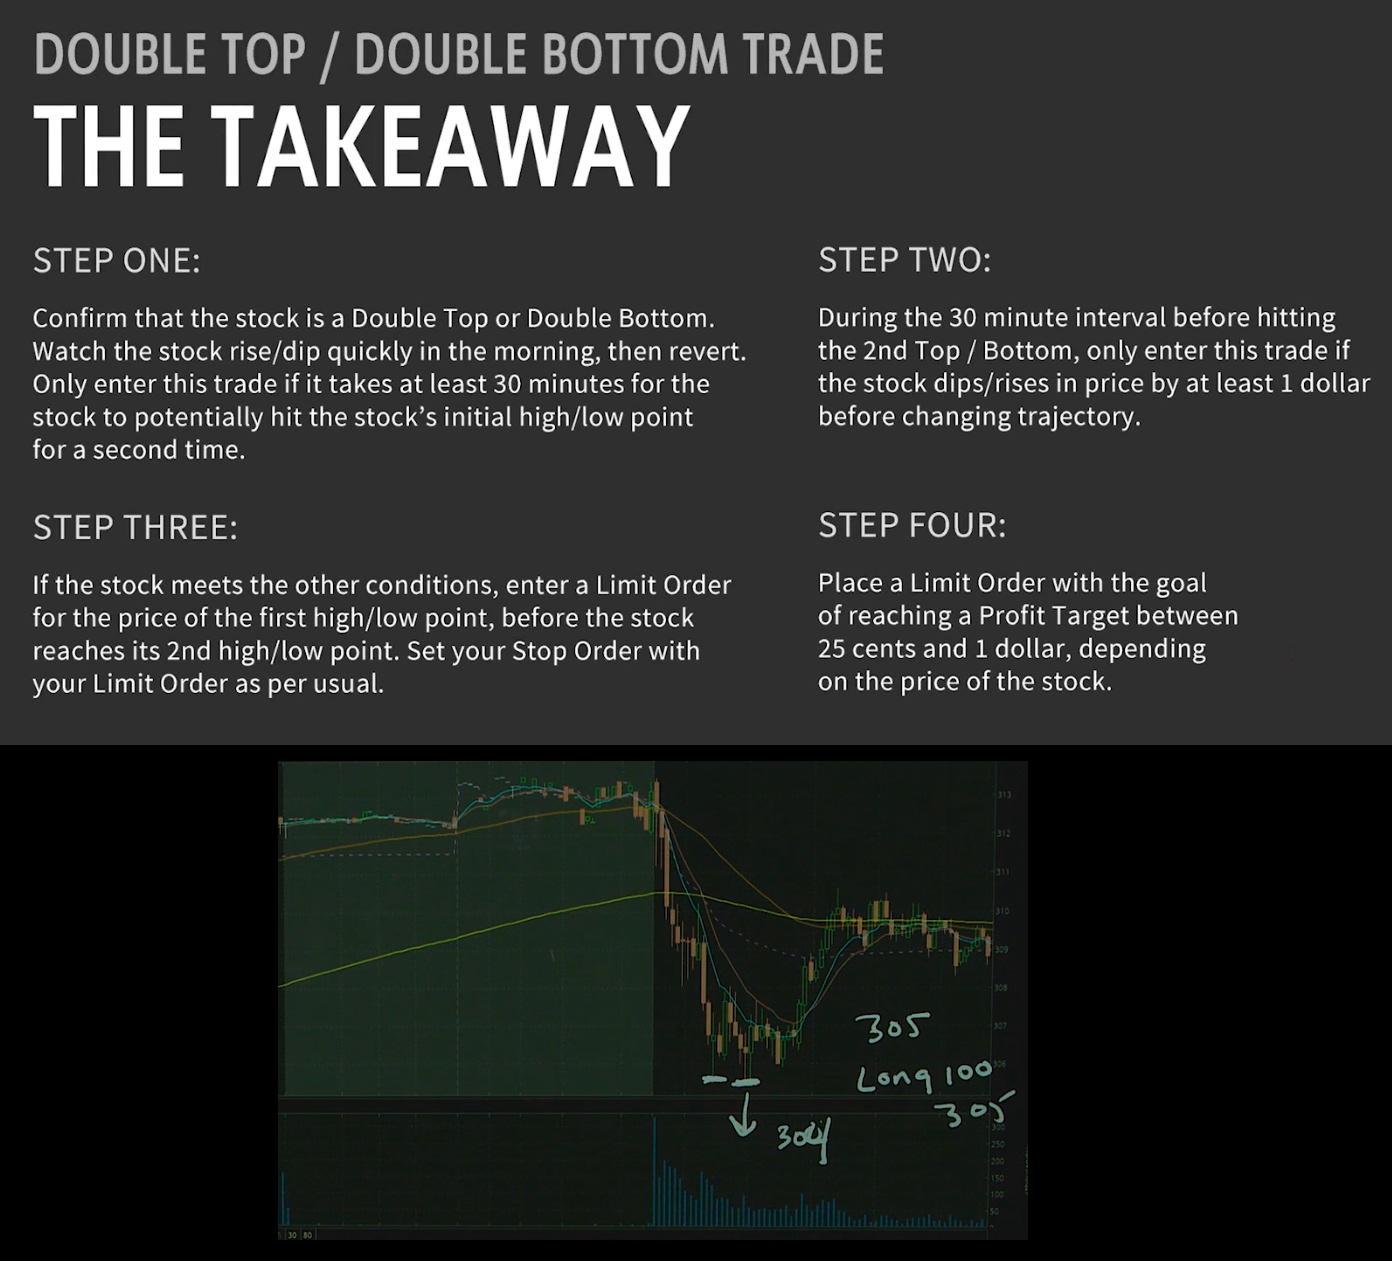 DOUBLE TOP / DOUBLE BOTTOM TRADE
THE TAKEAWAY
STEP ONE:
Confirm that the stock is a Double Top or Double Bottom.
Watch the stock rise/dip quickly in the morning, then revert.
Only enter this trade if it takes at least 30 minutes for the
stock to potentially hit the stock's initial high/low point
for a second time.
STEP TWO:
During the 30 minute interval before hitting
the 2nd Top / Bottom, only enter this trade if
the stock dips/rises in price by at least 1 dollar
before changing trajectory.
STEP THREE:
If the stock meets the other conditions, enter a Limit Order
for the price of the first high/low point, before the stock
reaches its 2nd high/low point. Set your Stop Order with
your Limit Order as per usual.
STEP FOUR:
Place a Limit Order with the goal
of reaching a Profit Target between
25 cents and 1 dollar, depending
on the price of the stock.
313
312
311
310
309
308
307
306
305
Long 100
305
304
300
250
200
150
100
50
30 80